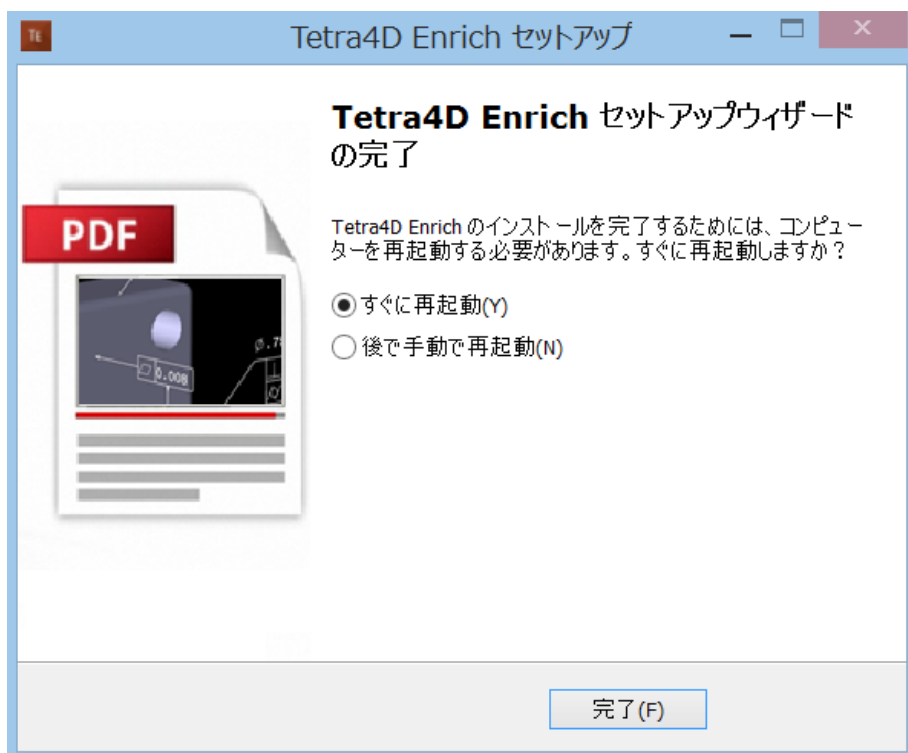 TE
Tetra4D Enrich セットアップ
Tetra4D Enrich セットアップウィザード
の完了
PDF
Tetra4D Enrich のインストールを完了するためには、コンピュー
ターを再起動する必要があります。すぐに再起動しますか？
すぐに再起動(Y)
後で手動で再起動(N)
0.008
完了(F)